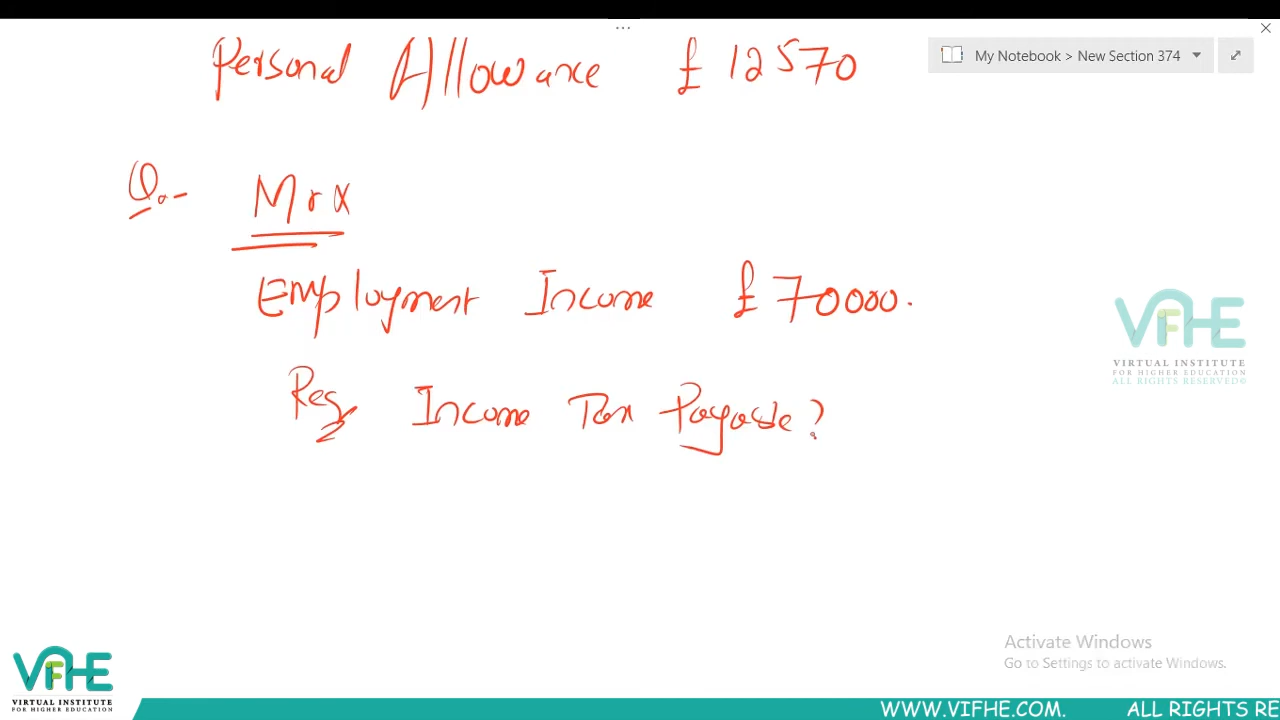 Personal Allowance £ 12570
My Notebook > New Section 374
Q.-
Mr X
Employment Income £70000.
VIFHE
VIRTUAL INSTITUTE
FOR HIGHER EDUCATION
ALL RIGHTS RESERVED©
Req Income Tax Payable?
Activate Windows
Go to Settings to activate Windows.
VIFHE
VIRTUAL INSTITUTE
FOR HIGHER EDUCATION
WWW.VIFHE.COM. ALL RIGHTS RE